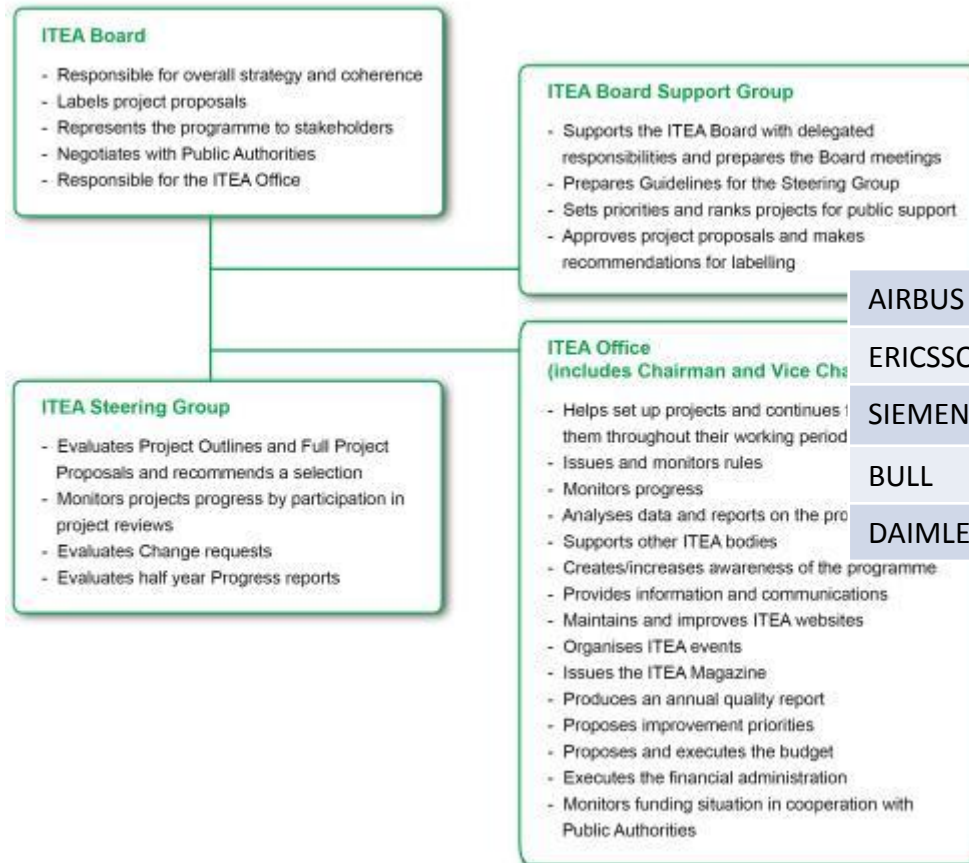 ITEA Board
- Responsible for overall strategy and coherence
- Labels project proposals
- Represents the programme to stakeholders
- Negotiates with Public Authorities
- Responsible for the ITEA Office
ITEA Board Support Group
- Supports the ITEA Board with delegated
responsibilities and prepares the Board meetings
- Prepares Guidelines for the Steering Group
- Sets priorities and ranks projects for public support
- Approves project proposals and makes
recommendations for labelling
ITEA Steering Group
- Evaluates Project Outlines and Full Project
Proposals and recommends a selection
- Monitors projects progress by participation in
project reviews
- Evaluates Change requests
- Evaluates half year Progress reports
ITEA Office
(includes Chairman and Vice
- Helps set up projects and continues
them throughout their working period
- Issues and monitors rules
- Monitors progress
- Analyses data and reports on the
- Supports other ITEA bodies
- Creates/increases awareness of the programme
- Provides information and communications
- Maintains and improves ITEA websites
- Organises ITEA events
- Issues the ITEA Magazine
- Produces an annual quality report
- Proposes improvement priorities
- Proposes and executes the budget
- Executes the financial administration
- Monitors funding situation in cooperation with
Public Authorities
AIRBUS
BULL